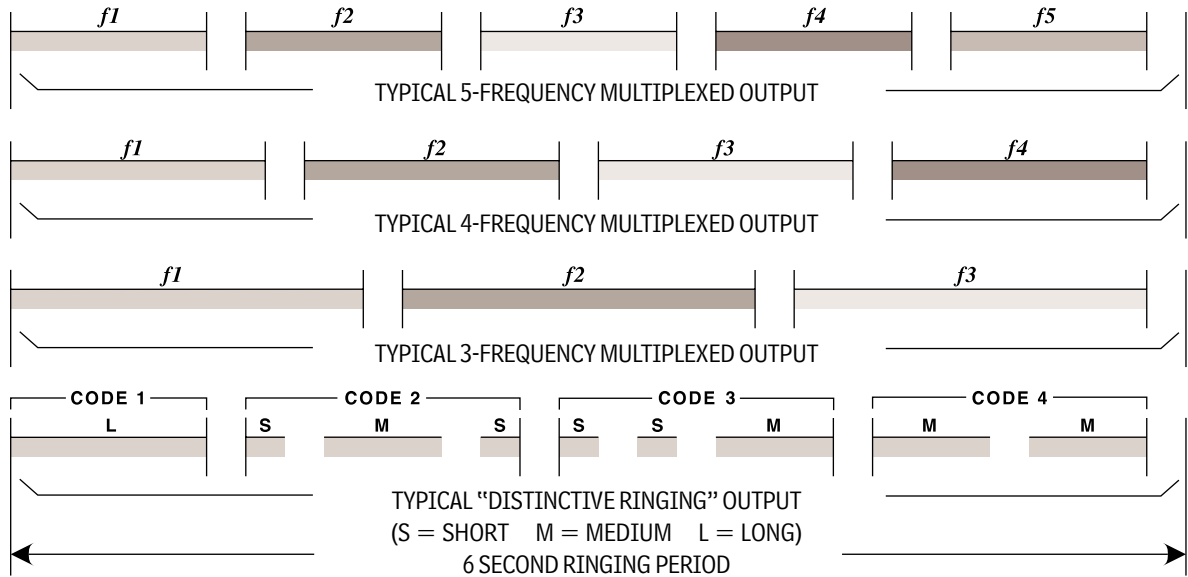 f1 f2 f3 f4 f5
TYPICAL 5-FREQUENCY MULTIPLEXED OUTPUT
f1 f2 f3 f4
TYPICAL 4-FREQUENCY MULTIPLEXED OUTPUT
f1 f2 f3
TYPICAL 3-FREQUENCY MULTIPLEXED OUTPUT
CODE 1 CODE 2 CODE 3 CODE 4
L S M S S S M M M
TYPICAL “DISTINCTIVE RINGING” OUTPUT
(S = SHORT M = MEDIUM L = LONG)
6 SECOND RINGING PERIOD